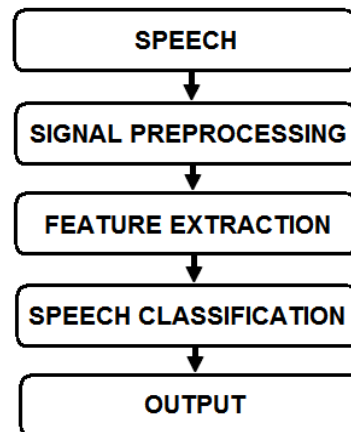 SPEECH
SIGNAL PREPROCESSING
FEATURE EXTRACTION
SPEECH CLASSIFICATION
OUTPUT